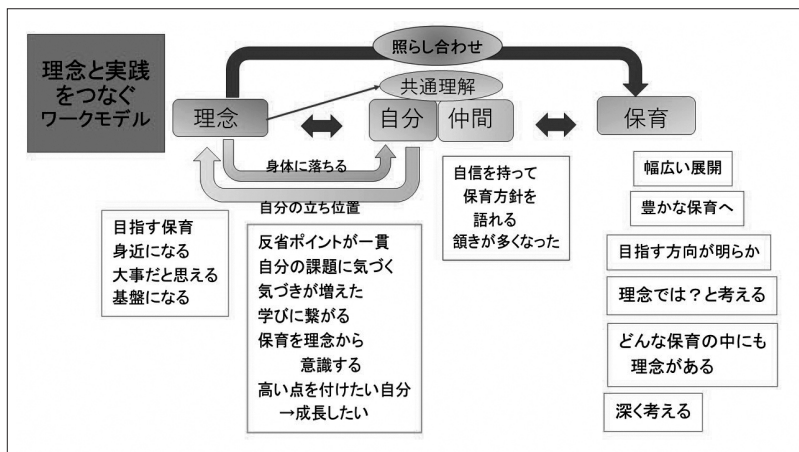 理念と実践
をつなぐ
ワークモデル
照らし合わせ
共通理解
理念
自分
仲間
保育
身体に落ちる
自分の立ち位置
目指す保育
身近になる
大事だと思える
基盤になる
反省ポイントが一貫
自分の課題に気づく
気づきが増えた
学びに繋がる
保育を理念から
意識する
高い点を付けたい自分
→成長したい
自信を持って
保育方針を
語れる
頷きが多くなった
幅広い展開
豊かな保育へ
目指す方向が明らか
理念では？と考える
どんな保育の中にも
理念がある
深く考える